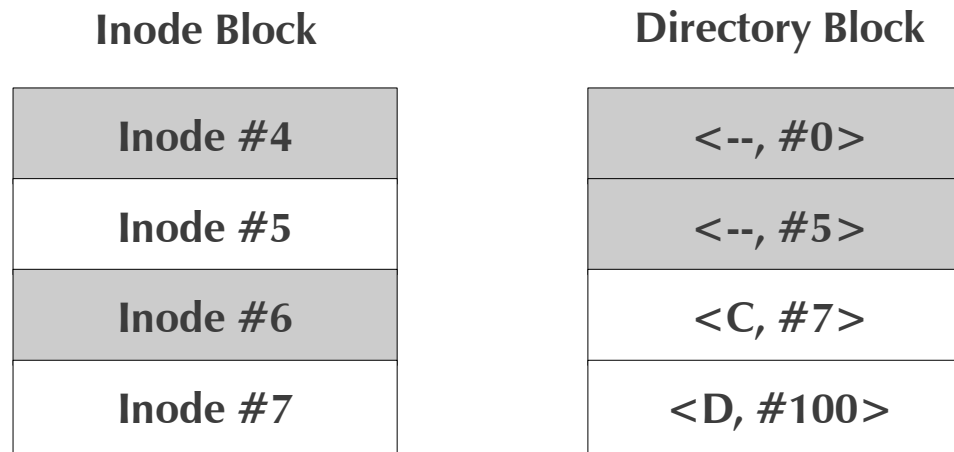 Inode Block
Inode #4
Inode #5
Inode #6
Inode #7
Directory Block
<--, #0>
<--, #5>
<C, #7>
<D, #100>